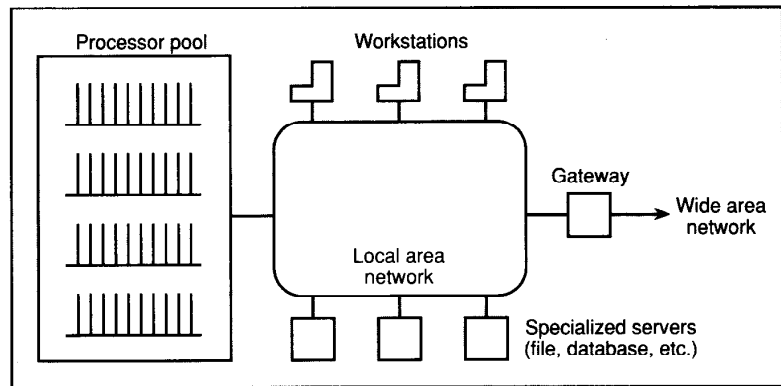 Processor pool
Workstations
Gateway
Wide area
network
Local area
network
Specialized servers
(file, database, etc.)